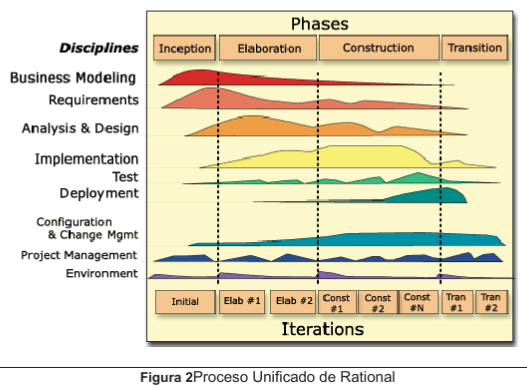 Phases
Disciplines
Inception Elaboration Construction Transition
Business Modeling
Requirements
Analysis & Design
Implementation
Test
Deployment
Configuration
& Change Mgmt
Project Management
Environment
Initial Elab #1 Elab #2 Const #1 Const #2 Const #N Tran #1 Tran #2
Iterations
Figura 2Proceso Unificado de Rational